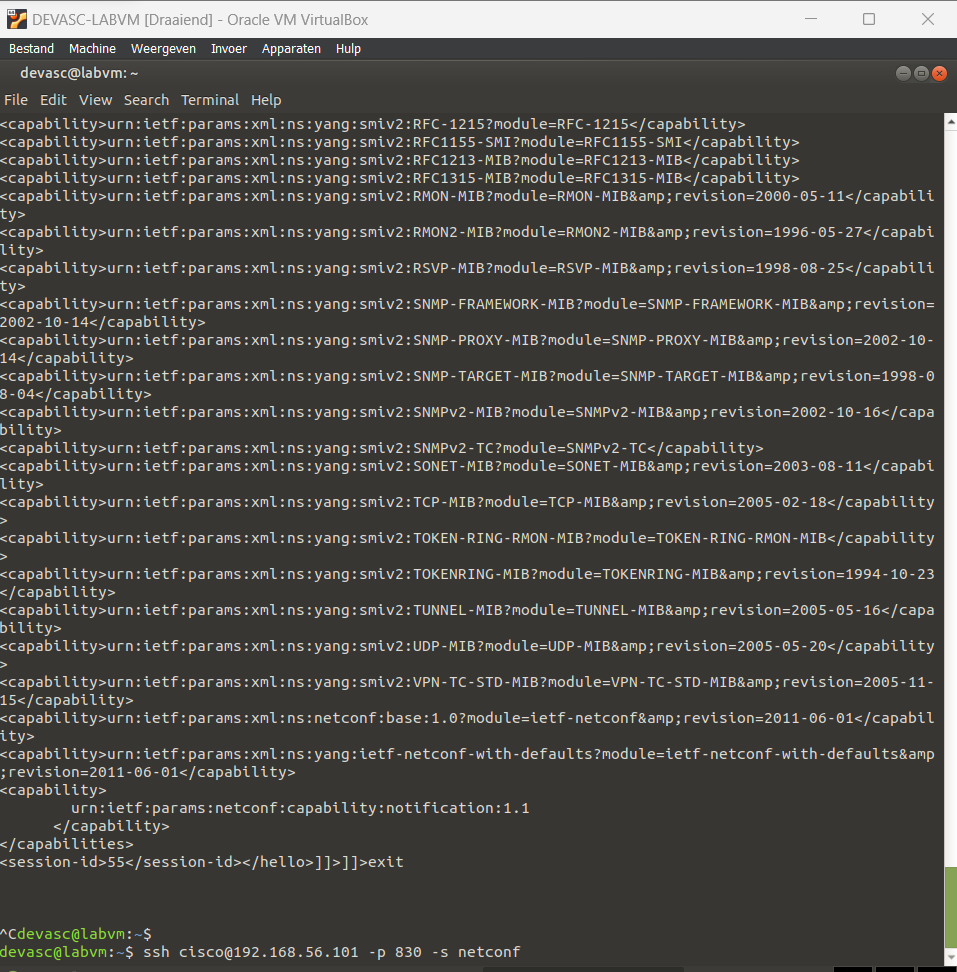 DEVASC-LABVM [Draaiend] - Oracle VM VirtualBox
Bestand Machine Weergeven Invoer Apparaten Hulp
devasc@labvm: ~
File Edit View Search Terminal Help
<capability>urn:ietf:params:xml:ns:yang:smiv2:RFC-1215?module=RFC-1215</capability>
<capability>urn:ietf:params:xml:ns:yang:smiv2:RFC1155-SMI?module=RFC1155-SMI</capability>
<capability>urn:ietf:params:xml:ns:yang:smiv2:RFC1213-MIB?module=RFC1213-MIB</capability>
<capability>urn:ietf:params:xml:ns:yang:smiv2:RFC1315-MIB?module=RFC1315-MIB</capability>
<capability>urn:ietf:params:xml:ns:yang:smiv2:RMON-MIB?module=RMON-MIB&amp;revision=2000-05-11</capabili
ty>
<capability>urn:ietf:params:xml:ns:yang:smiv2:RMON2-MIB?module=RMON2-MIB&amp;revision=1996-05-27</capabi
lity>
<capability>urn:ietf:params:xml:ns:yang:smiv2:RSVP-MIB?module=RSVP-MIB&amp;revision=1998-08-25</capabili
ty>
<capability>urn:ietf:params:xml:ns:yang:smiv2:SNMP-FRAMEWORK-MIB?module=SNMP-FRAMEWORK-MIB&amp;revision=
2002-10-14</capability>
<capability>urn:ietf:params:xml:ns:yang:smiv2:SNMP-PROXY-MIB?module=SNMP-PROXY-MIB&amp;revision=2002-10-
14</capability>
<capability>urn:ietf:params:xml:ns:yang:smiv2:SNMP-TARGET-MIB?module=SNMP-TARGET-MIB&amp;revision=1998-0
8-04</capability>
<capability>urn:ietf:params:xml:ns:yang:smiv2:SNMPv2-MIB?module=SNMPv2-MIB&amp;revision=2002-10-16</capa
bility>
<capability>urn:ietf:params:xml:ns:yang:smiv2:SNMPv2-TC?module=SNMPv2-TC</capability>
<capability>urn:ietf:params:xml:ns:yang:smiv2:SONET-MIB?module=SONET-MIB&amp;revision=2003-08-11</capabi
lity>
<capability>urn:ietf:params:xml:ns:yang:smiv2:TCP-MIB?module=TCP-MIB&amp;revision=2005-02-18</capability
>
<capability>urn:ietf:params:xml:ns:yang:smiv2:TOKEN-RING-RMON-MIB?module=TOKEN-RING-RMON-MIB</capability
>
<capability>urn:ietf:params:xml:ns:yang:smiv2:TOKENRING-MIB?module=TOKENRING-MIB&amp;revision=1994-10-23
</capability>
<capability>urn:ietf:params:xml:ns:yang:smiv2:TUNNEL-MIB?module=TUNNEL-MIB&amp;revision=2005-05-16</capa
bility>
<capability>urn:ietf:params:xml:ns:yang:smiv2:UDP-MIB?module=UDP-MIB&amp;revision=2005-05-20</capability
>
<capability>urn:ietf:params:xml:ns:yang:smiv2:VPN-TC-STD-MIB?module=VPN-TC-STD-MIB&amp;revision=2005-11-
15</capability>
<capability>urn:ietf:params:xml:ns:netconf:base:1.0?module=ietf-netconf&amp;revision=2011-06-01</capabil
ity>
<capability>urn:ietf:params:xml:ns:yang:ietf-netconf-with-defaults?module=ietf-netconf-with-defaults&amp
;revision=2011-06-01</capability>
<capability>
urn:ietf:params:netconf:capability:notification:1.1
</capability>
</capabilities>
<session-id>55</session-id></hello>]]>]]>exit
^Cdevasc@labvm:~$
devasc@labvm:~$ ssh cisco@192.168.56.101 -p 830 -s netconf